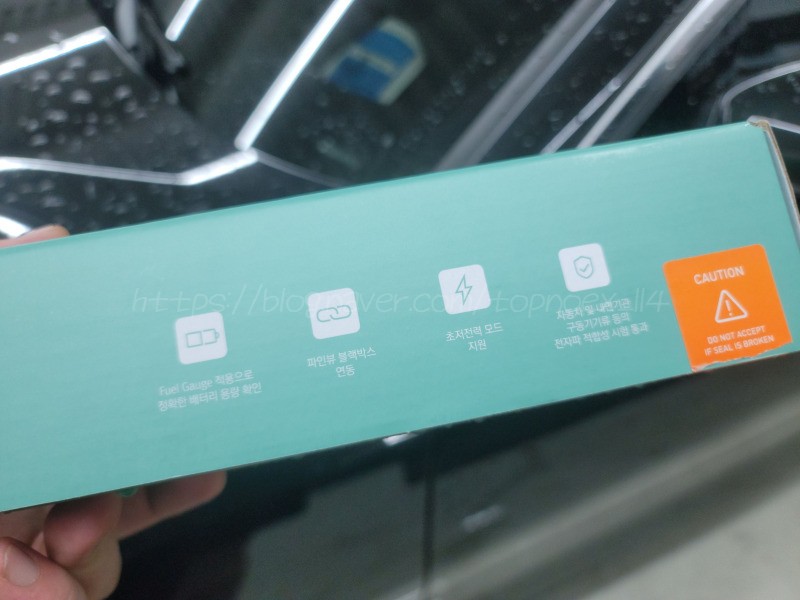 Fuel Gauge 적용으로
정확한 배터리 용량 확인
파인뷰 블랙박스
연동
초저전력 모드
지원
자동차 및 내연기관
구동기기류 등의
전자파 적합성 시험 통과
CAUTION
DO NOT ACCEPT
IF SEAL IS BROKEN